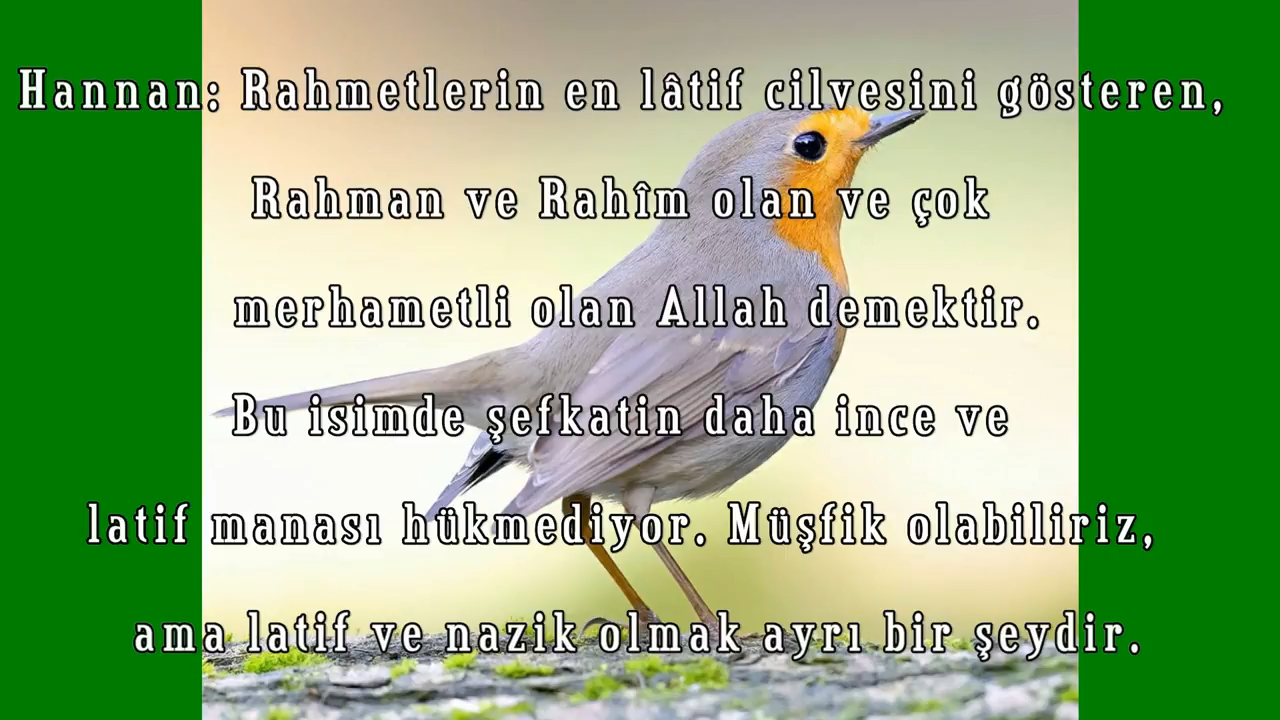 Hannan: Rahmetlerin en lâtif cilvesini gösteren,
Rahman ve Rahîm olan ve çok
merhametli olan Allah demektir.
Bu isimde şefkatin daha ince ve
latif manası hükmediyor. Müşfik olabiliriz,
ama latif ve nazik olmak ayrı bir şeydir.